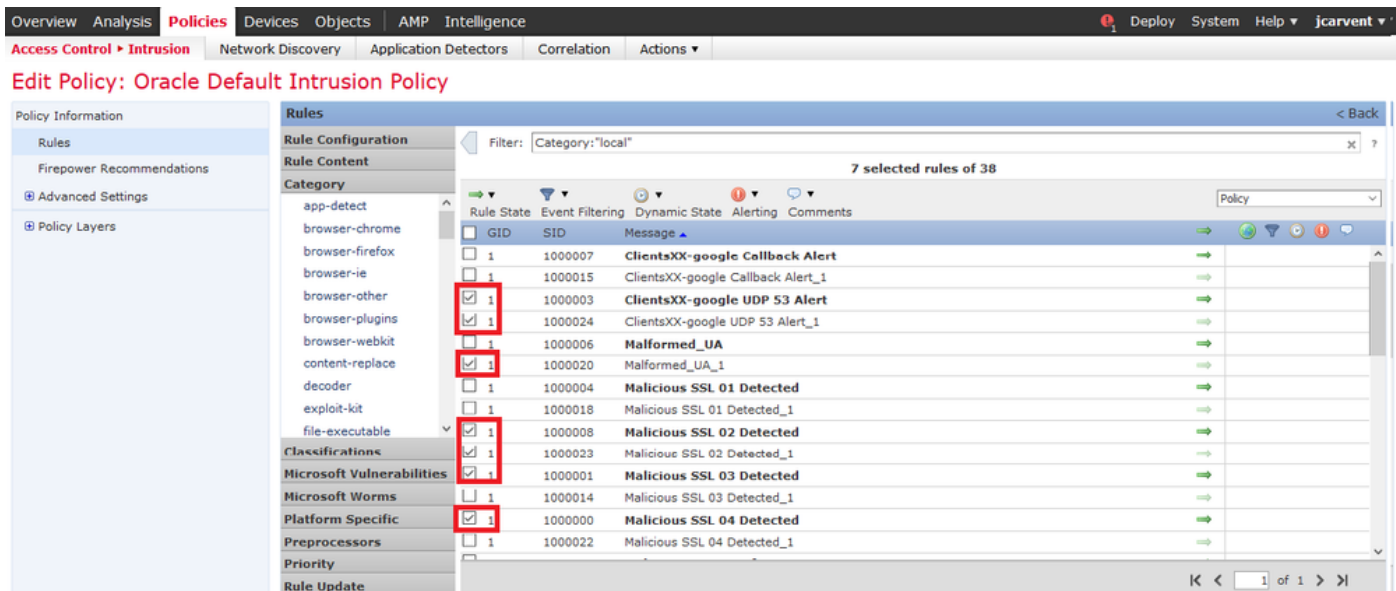 Overview Analysis Policies Devices Objects AMP Intelligence 1 Deploy System Help ▾ jcarvent ▾
Access Control ▸ Intrusion Network Discovery Application Detectors Correlation Actions ▾
Edit Policy: Oracle Default Intrusion Policy
Policy Information
Rules
Firepower Recommendations
Advanced Settings
Policy Layers
Rules < Back
Rule Configuration
Rule Content
Category
app-detect
browser-chrome
browser-firefox
browser-ie
browser-other
browser-plugins
browser-webkit
content-replace
decoder
exploit-kit
file-executable
Classifications
Microsoft Vulnerabilities
Microsoft Worms
Platform Specific
Preprocessors
Priority
Rule Update
Filter: Category:"local" x ?
7 selected rules of 38
Rule State Event Filtering Dynamic State Alerting Comments
Policy
GID SID Message
1 1000007 ClientsXX-google Callback Alert
1 1000015 ClientsXX-google Callback Alert_1
1 1000003 ClientsXX-google UDP 53 Alert
1 1000024 ClientsXX-google UDP 53 Alert_1
1 1000006 Malformed_UA
1 1000020 Malformed_UA_1
1 1000004 Malicious SSL 01 Detected
1 1000018 Malicious SSL 01 Detected_1
1 1000008 Malicious SSL 02 Detected
1 1000023 Malicious SSL 02 Detected_1
1 1000001 Malicious SSL 03 Detected
1 1000014 Malicious SSL 03 Detected_1
1 1000000 Malicious SSL 04 Detected
1 1000022 Malicious SSL 04 Detected_1
1 of 1